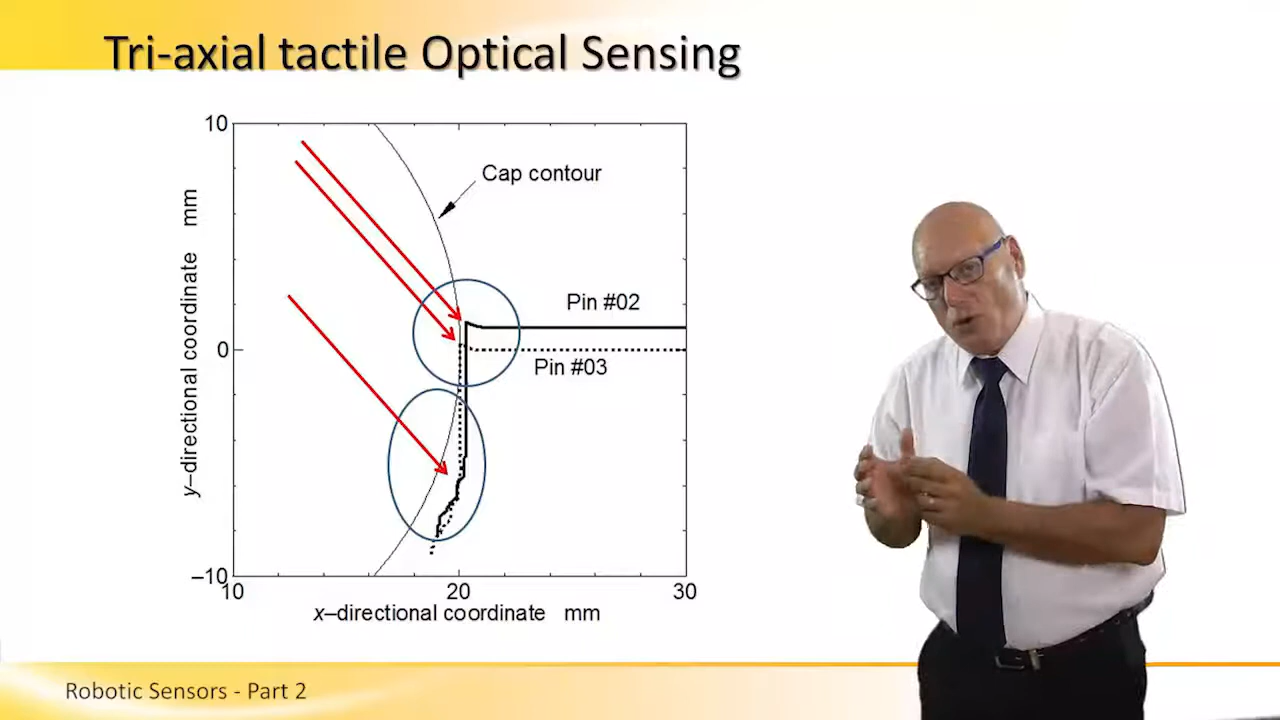 Tri-axial tactile Optical Sensing
10
Cap contour
Pin #02
0
Pin #03
y–directional coordinate mm
–10
10
20
30
x–directional coordinate mm
Robotic Sensors - Part 2